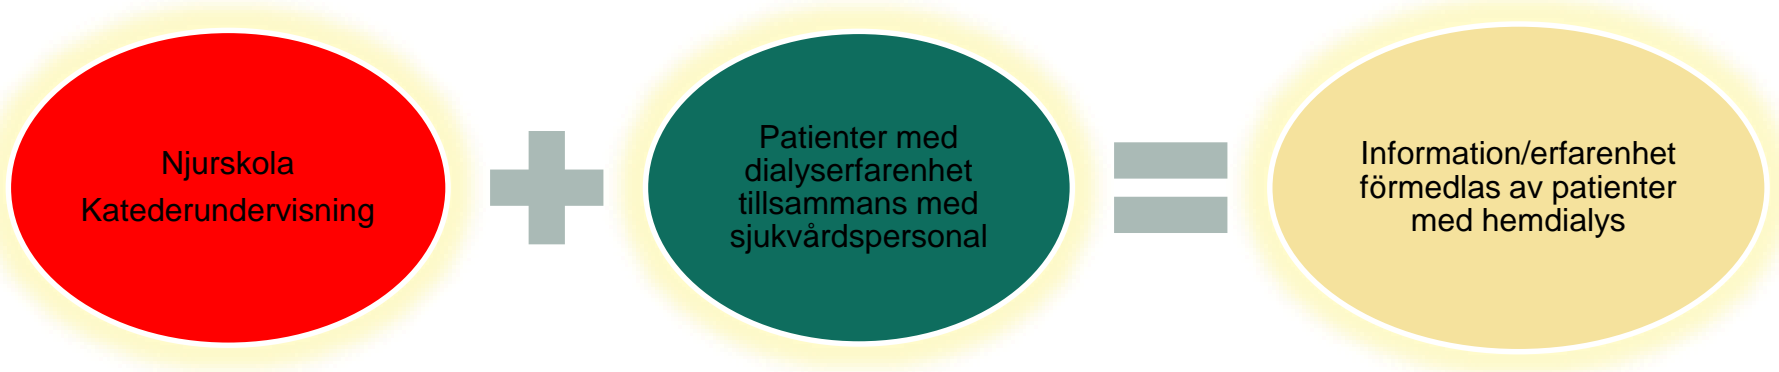 Njurskola
Katederundervisning
Patienter med
dialyserfarenhet
tillsammans med
sjukvårdspersonal
Information/erfarenhet
förmedlas av patienter
med hemdialys